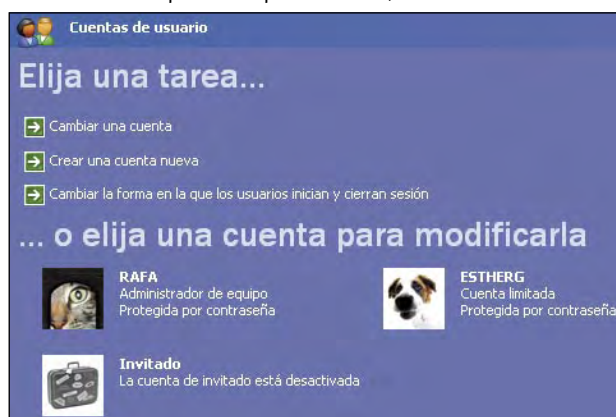 Cuentas de usuario
Elija una tarea...
Cambiar una cuenta
Crear una cuenta nueva
Cambiar la forma en la que los usuarios inician y cierran sesión
... o elija una cuenta para modificarla
RAFA
Administrador de equipo
Protegida por contraseña
ESTHERG
Cuenta limitada
Protegida por contraseña
Invitado
La cuenta de invitado está desactivada